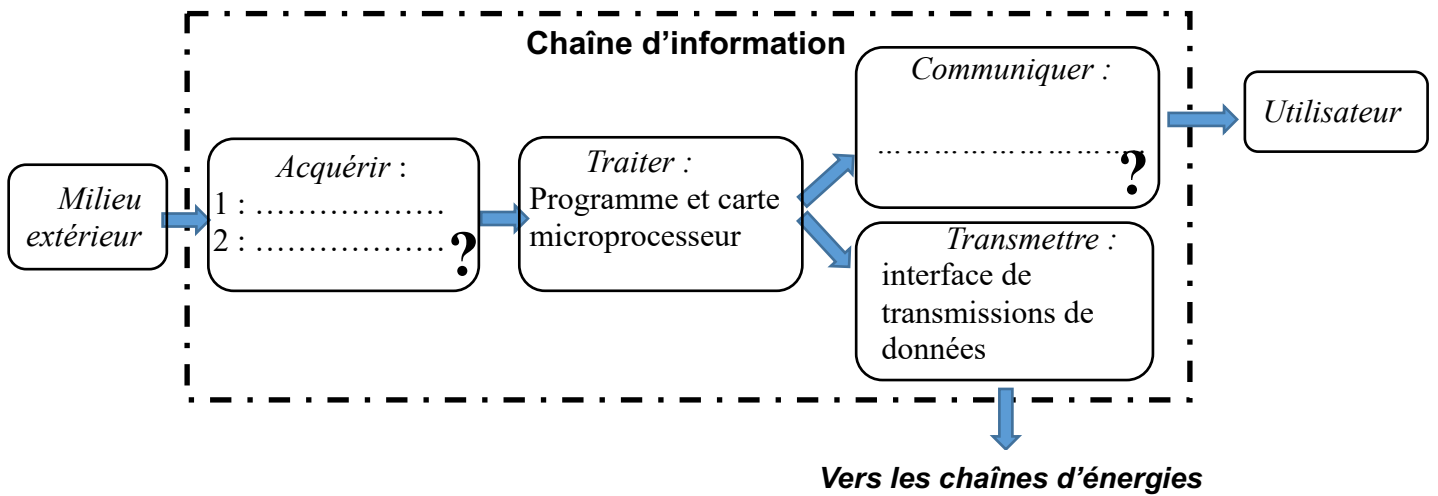 Chaîne d’information
Milieu
extérieur
Acquérir :
1 : ………………
2 : ………………
?
Traiter :
Programme et carte
microprocesseur
Communiquer :
… … … … … … … … ….
?
Transmettre :
interface de
transmissions de
données
Utilisateur
Vers les chaînes d’énergies